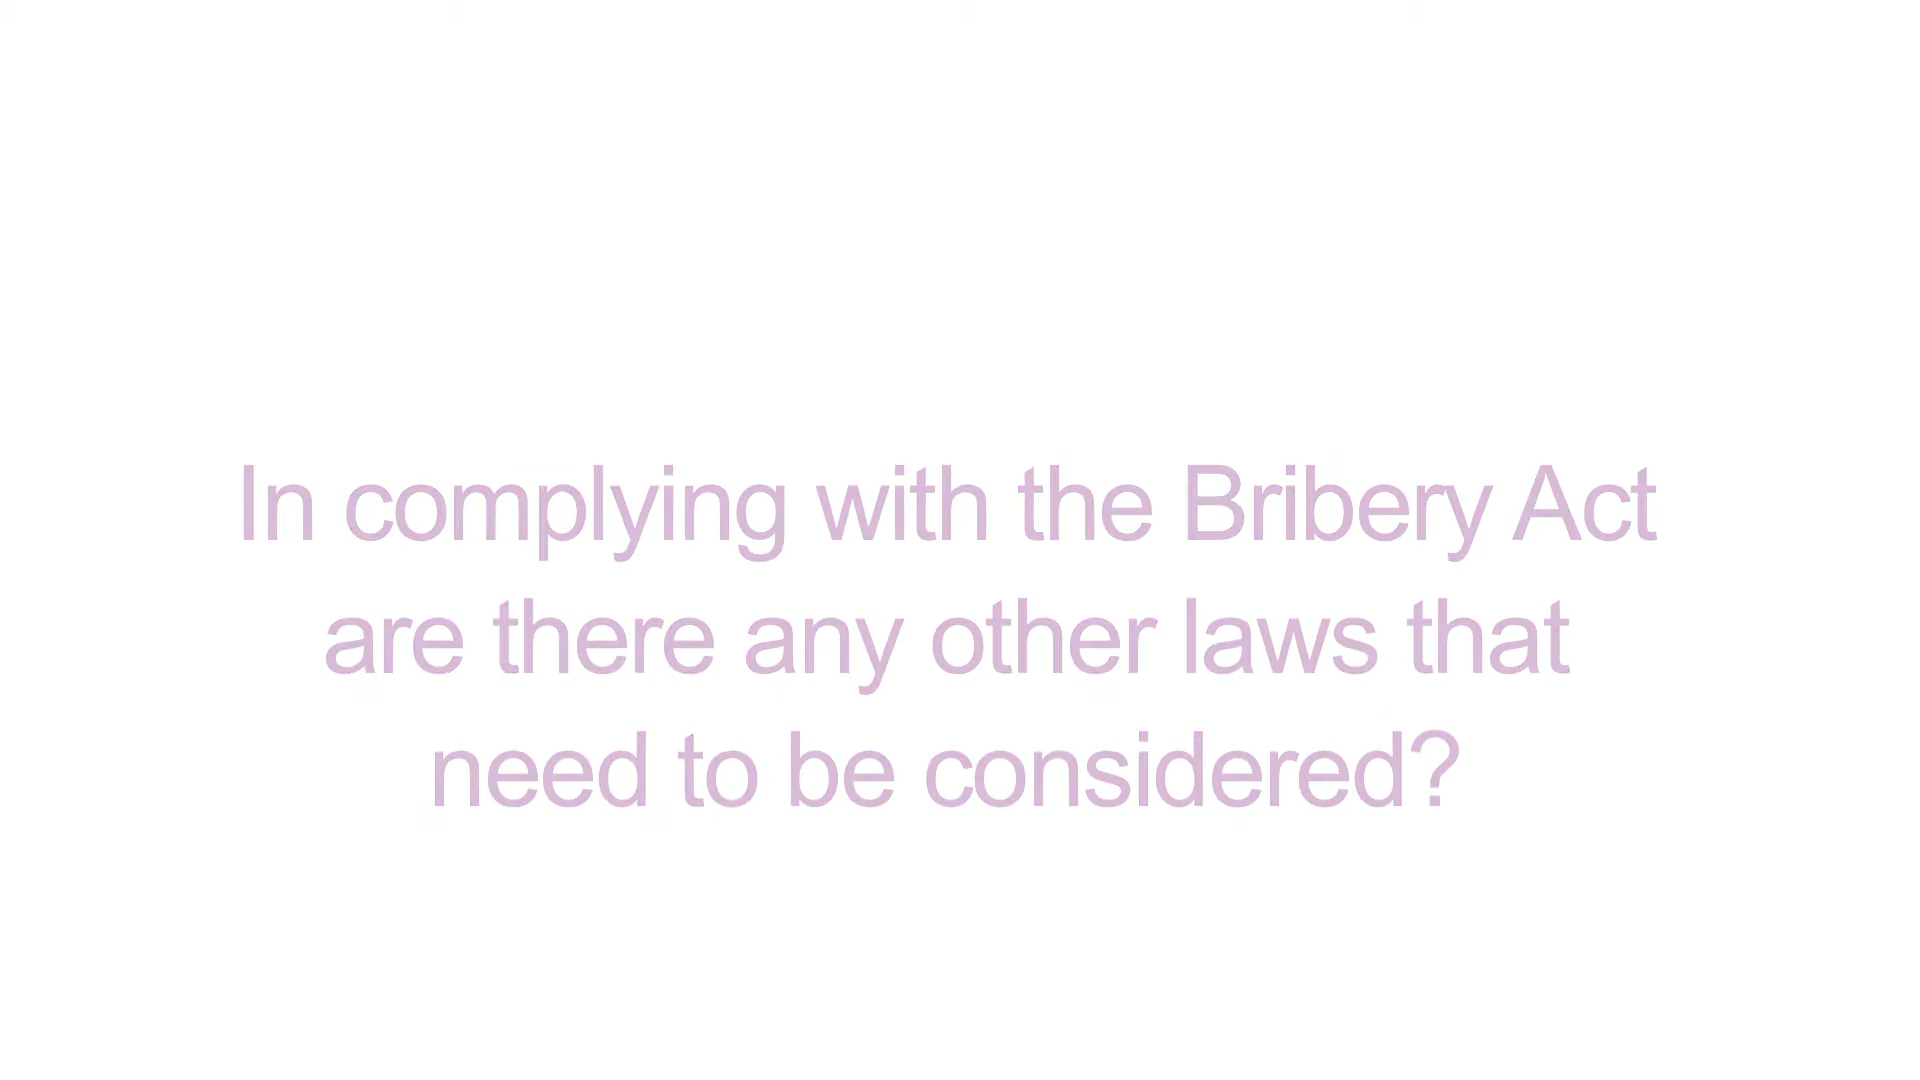 In complying with the Bribery Act
are there any other laws that
need to be considered?